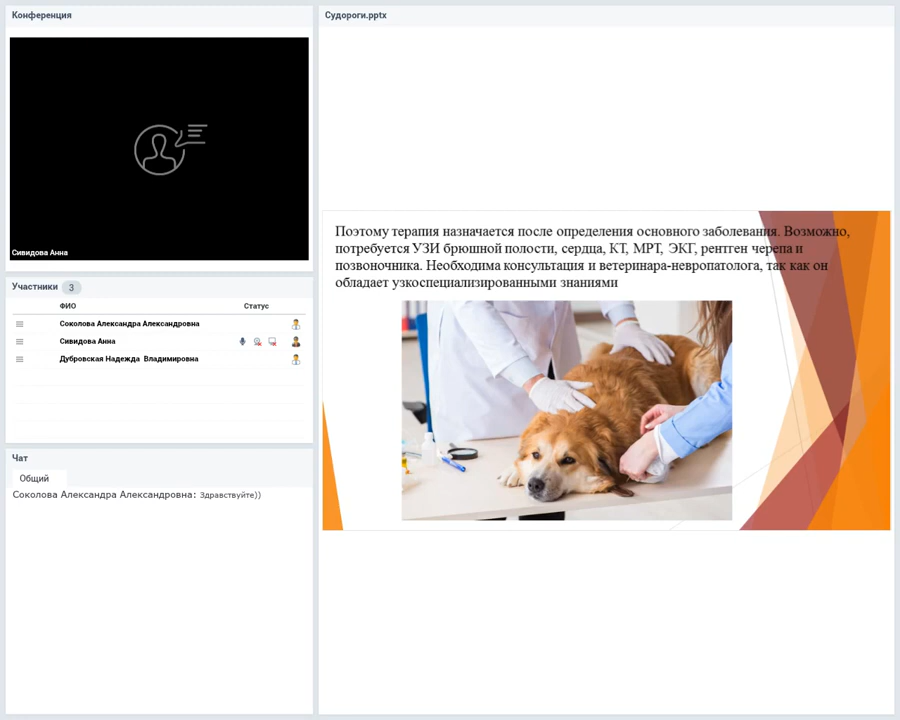 Конференция
Сивидова Анна
Участники 3
ФИО Статус
Соколова Александра Александровна
Сивидова Анна
Дубровская Надежда Владимировна
Чат
Общий
Соколова Александра Александровна: Здравствуйте))
Судороги.pptx
Поэтому терапия назначается после определения основного заболевания. Возможно,
потребуется УЗИ брюшной полости, сердца, КТ, МРТ, ЭКГ, рентген черепа и
позвоночника. Необходима консультация и ветеринара-невропатолога, так как он
обладает узкоспециализированными знаниями